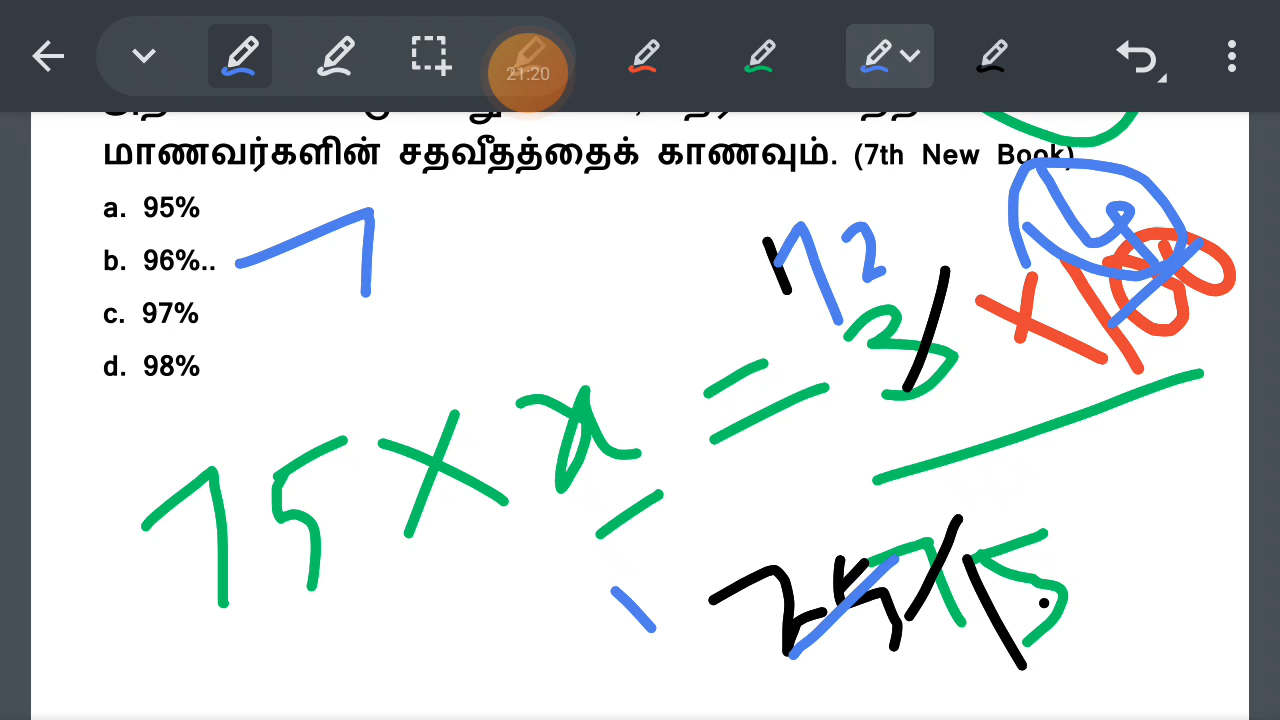 21:20
மாணவர்களின் சதவீதத்தைக் காணவும். (7th New Book)
a. 95%
b. 96%..
c. 97%
d. 98%
72
3 × 100
75 × x =
25 75